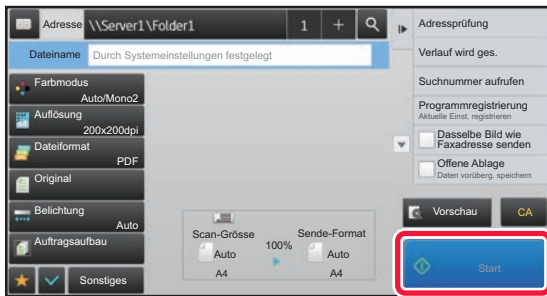 Adresse \\Server1\Folder1 1 +
Dateiname Durch Systemeinstellungen festgelegt
Farbmodus
Auto/Mono2
Auflösung
200x200dpi
Dateiformat
PDF
Original
Belichtung
Auto
Auftragsaufbau
Sonstiges
Scan-Grösse
Auto
A4
100%
Sende-Format
Auto
A4
Adressprüfung
Verlauf wird ges.
Suchnummer aufrufen
Programmregistrierung
Aktuelle Einst. registrieren
Dasselbe Bild wie
Faxadresse senden
Offene Ablage
Daten vorüberg. speichern
Vorschau
CA
Start